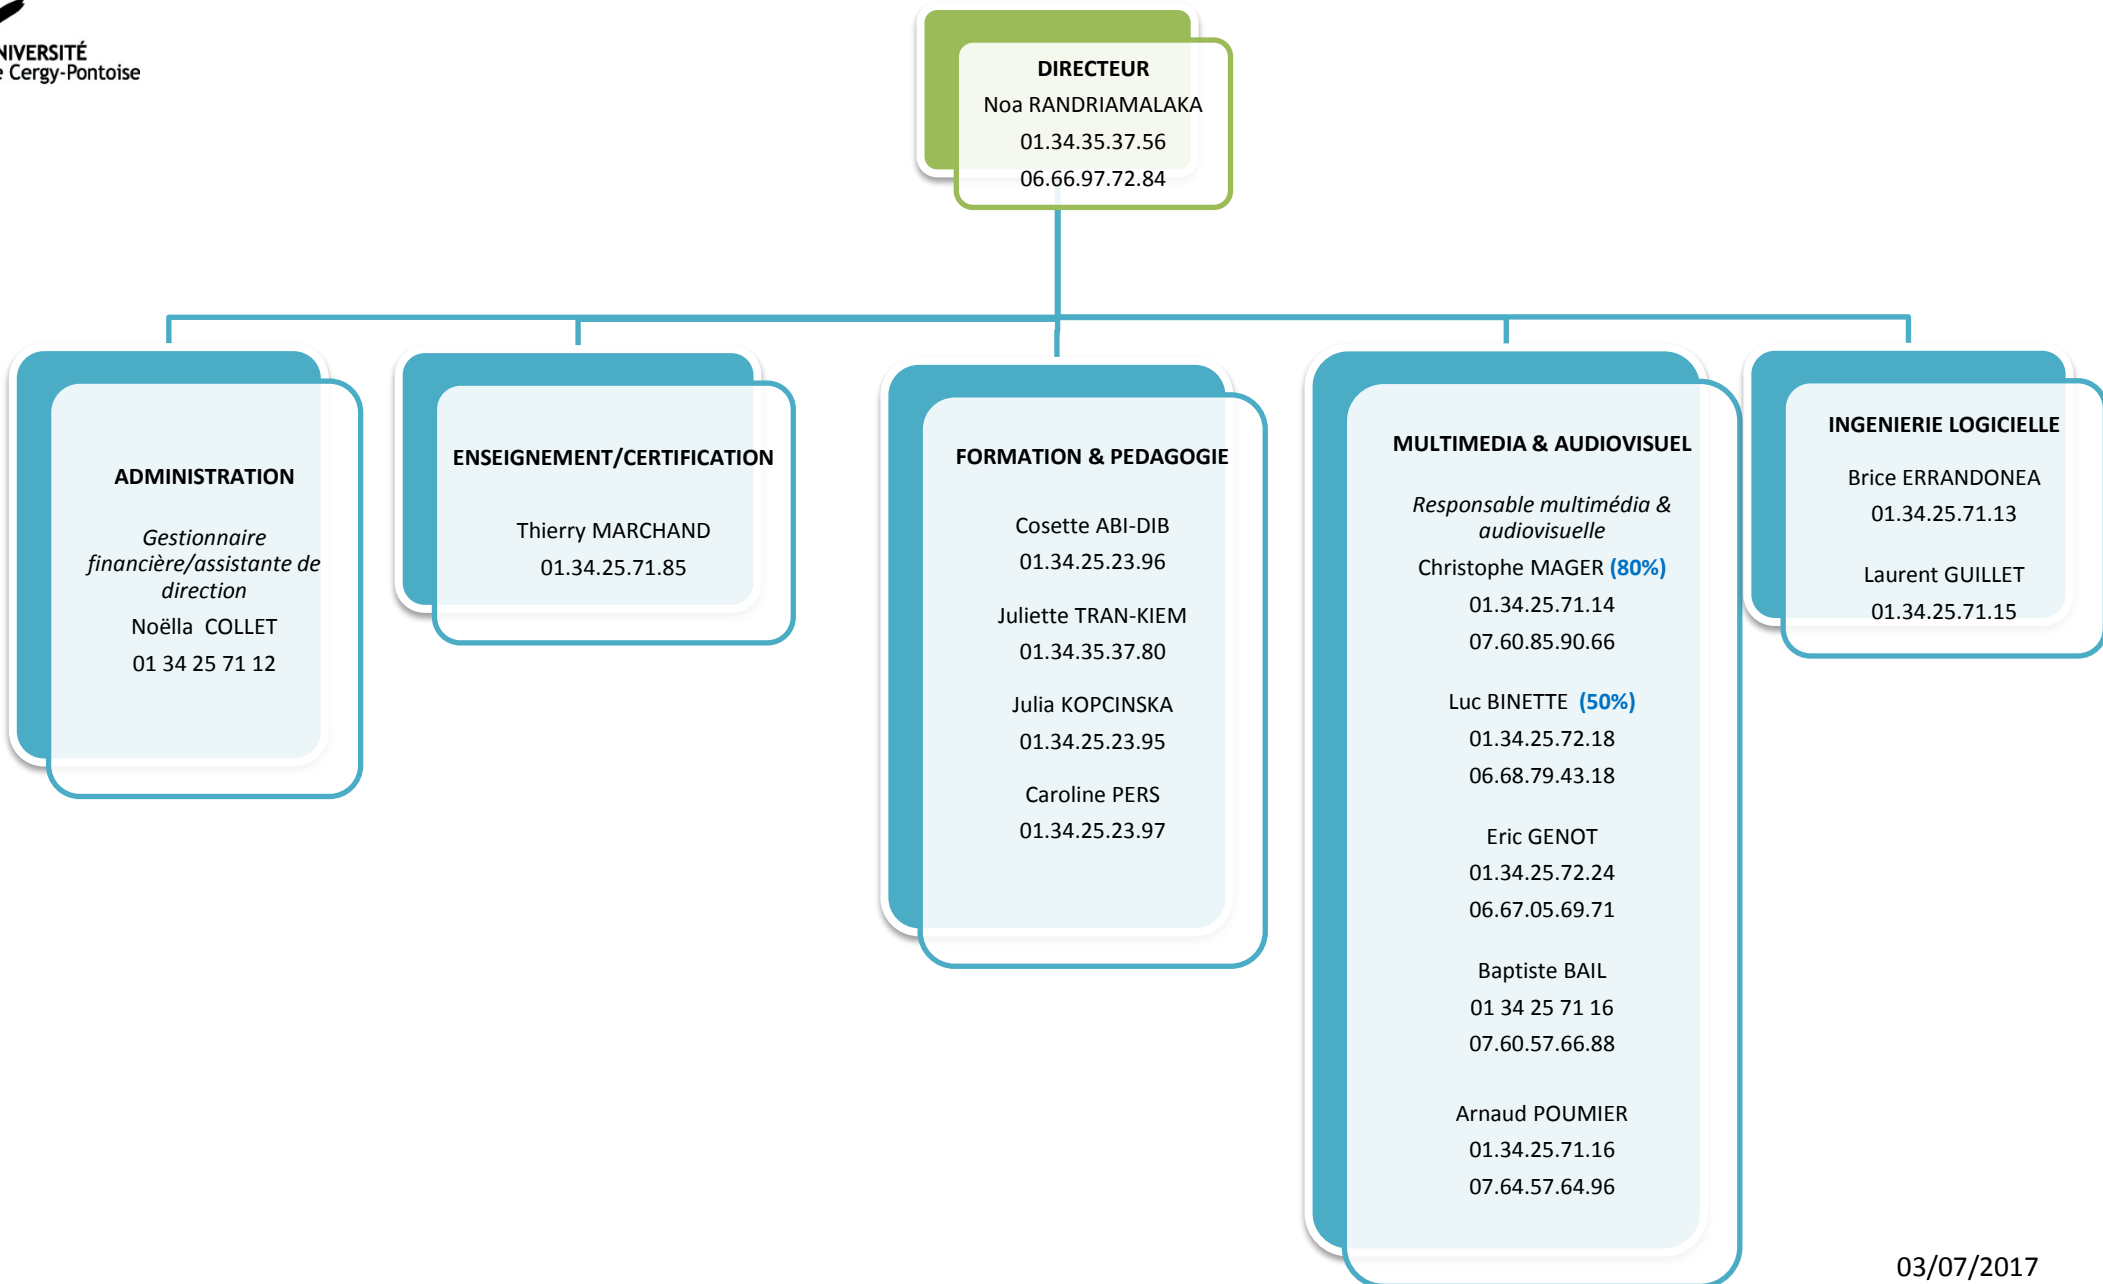 NIVERSITÉ
e Cergy-Pontoise
DIRECTEUR
Noa RANDRIAMALAKA
01.34.35.37.56
06.66.97.72.84
ADMINISTRATION
Gestionnaire
financière/assistante de
direction
Noëlla  COLLET
01 34 25 71 12
ENSEIGNEMENT/CERTIFICATION
Thierry MARCHAND
01.34.25.71.85
FORMATION & PEDAGOGIE
Cosette ABI-DIB
01.34.25.23.96
Juliette TRAN-KIEM
01.34.35.37.80
Julia KOPCINSKA
01.34.25.23.95
Caroline PERS
01.34.25.23.97
MULTIMEDIA & AUDIOVISUEL
Responsable multimédia &
audiovisuelle
Christophe MAGER (80%)
01.34.25.71.14
07.60.85.90.66
Luc BINETTE  (50%)
01.34.25.72.18
06.68.79.43.18
Eric GENOT
01.34.25.72.24
06.67.05.69.71
Baptiste BAIL
01 34 25 71 16
07.60.57.66.88
Arnaud POUMIER
01.34.25.71.16
07.64.57.64.96
INGENIERIE LOGICIELLE
Brice ERRANDONEA
01.34.25.71.13
Laurent GUILLET
01.34.25.71.15
03/07/2017